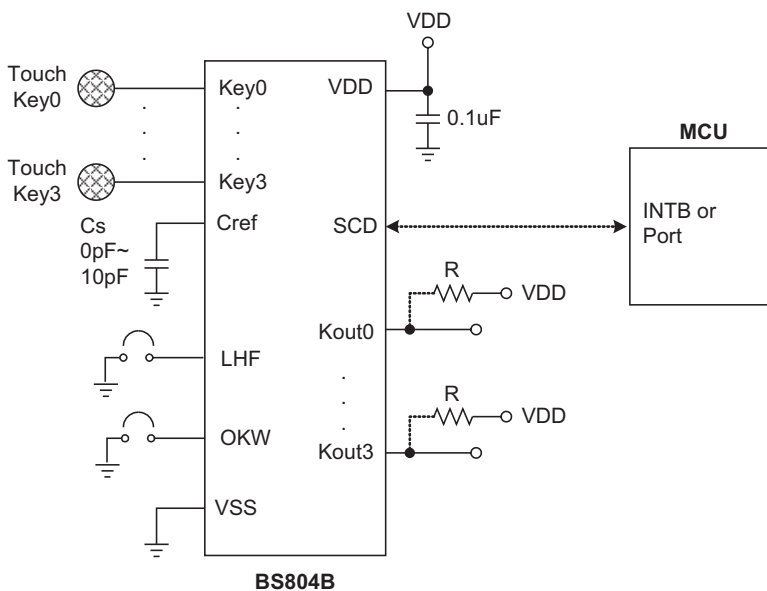 VDD
Touch
Key0
Key0
VDD
0.1uF
MCU
Touch
Key3
Key3
Cs
0pF~
10pF
Cref
SCD
INTB or
Port
R
VDD
Kout0
LHF
R
VDD
OKW
Kout3
VSS
BS804B